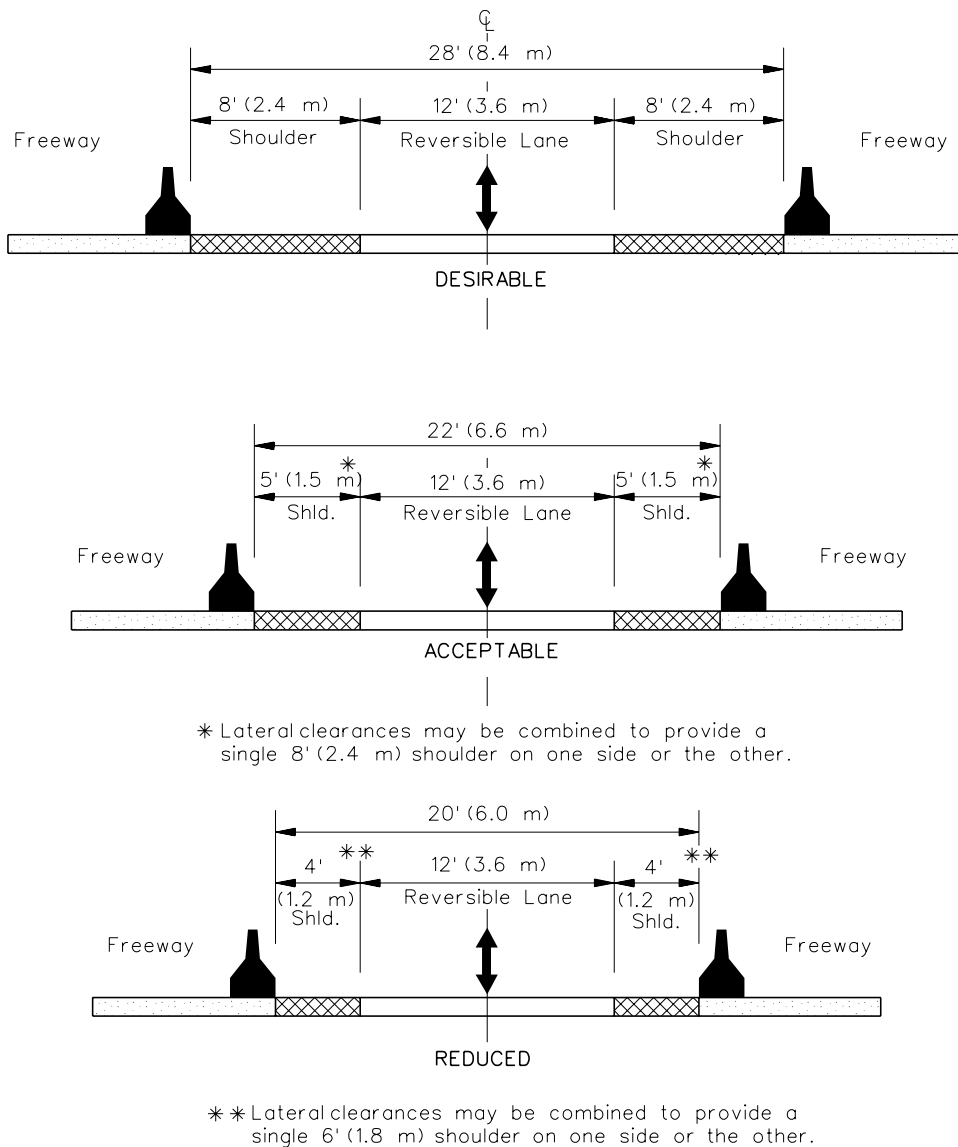 ℄
28' (8.4 m)
8' (2.4 m) 12' (3.6 m) 8' (2.4 m)
Freeway Shoulder Reversible Lane Shoulder Freeway
DESIRABLE
22' (6.6 m)
* *
5' (1.5 m) 12' (3.6 m) 5' (1.5 m)
Shld. Reversible Lane Shld.
Freeway Freeway
ACCEPTABLE
* Lateral clearances may be combined to provide a
single 8' (2.4 m) shoulder on one side or the other.
20' (6.0 m)
** **
4' 12' (3.6 m) 4'
(1.2 m) Reversible Lane (1.2 m)
Shld. Shld.
Freeway Freeway
REDUCED
** Lateral clearances may be combined to provide a
single 6' (1.8 m) shoulder on one side or the other.